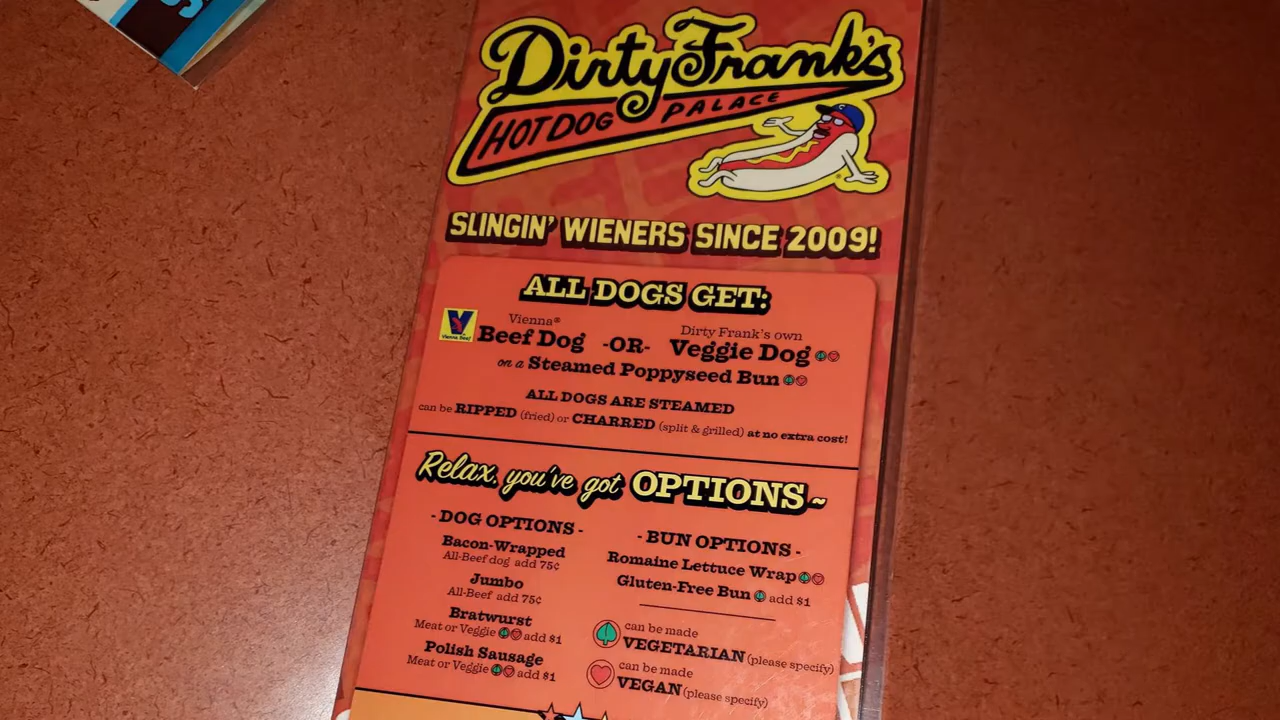 Dirty Frank's
HOT DOG PALACE
SLINGIN' WIENERS SINCE 2009!
ALL DOGS GET:
Vienna®
Beef Dog
-OR-
Dirty Frank's own
Veggie Dog
V
Vienna Beef
on a Steamed Poppyseed Bun
ALL DOGS ARE STEAMED
can be RIPPED (fried) or CHARRED (split & grilled) at no extra cost!
Relax, you've got OPTIONS~
- DOG OPTIONS -
Bacon-Wrapped
All-Beef dog add 75¢
Jumbo
All-Beef add 75¢
Bratwurst
Meat or Veggie add $1
Polish Sausage
Meat or Veggie add $1
- BUN OPTIONS -
Romaine Lettuce Wrap
Gluten-Free Bun add $1
can be made
VEGETARIAN (please specify)
can be made
VEGAN (please specify)